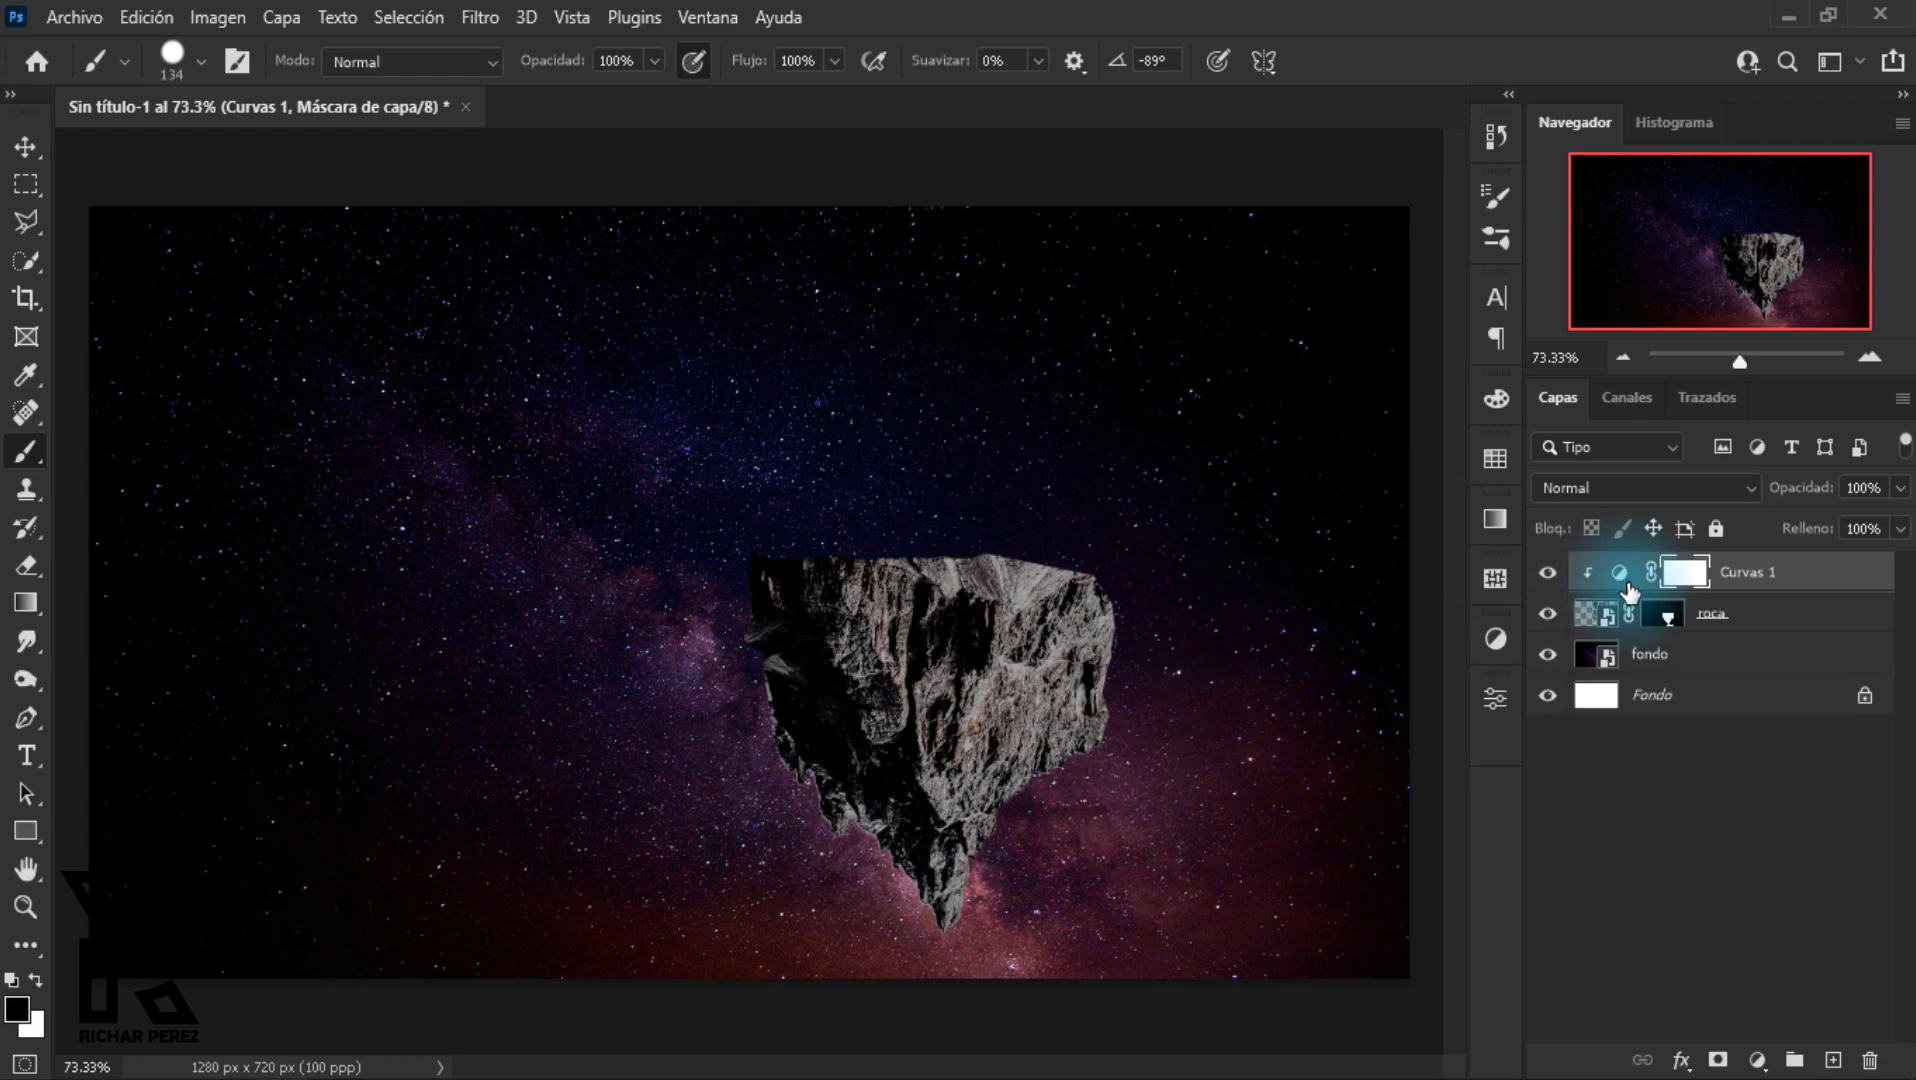 Ps Archivo Edición Imagen Capa Texto Selección Filtro 3D Vista Plugins Ventana Ayuda
134 Modo: Normal Opacidad: 100% Flujo: 100% Suavizar: 0% -89°
Sin título-1 al 73.3% (Curvas 1, Máscara de capa/8) * ×
Navegador Histograma
73.33%
Capas Canales Trazados
Tipo
Normal Opacidad: 100%
Bloq.: Relleno: 100%
Curvas 1
roca
fondo
Fondo
RICHAR PEREZ
73.33% 1280 px x 720 px (100 ppp)